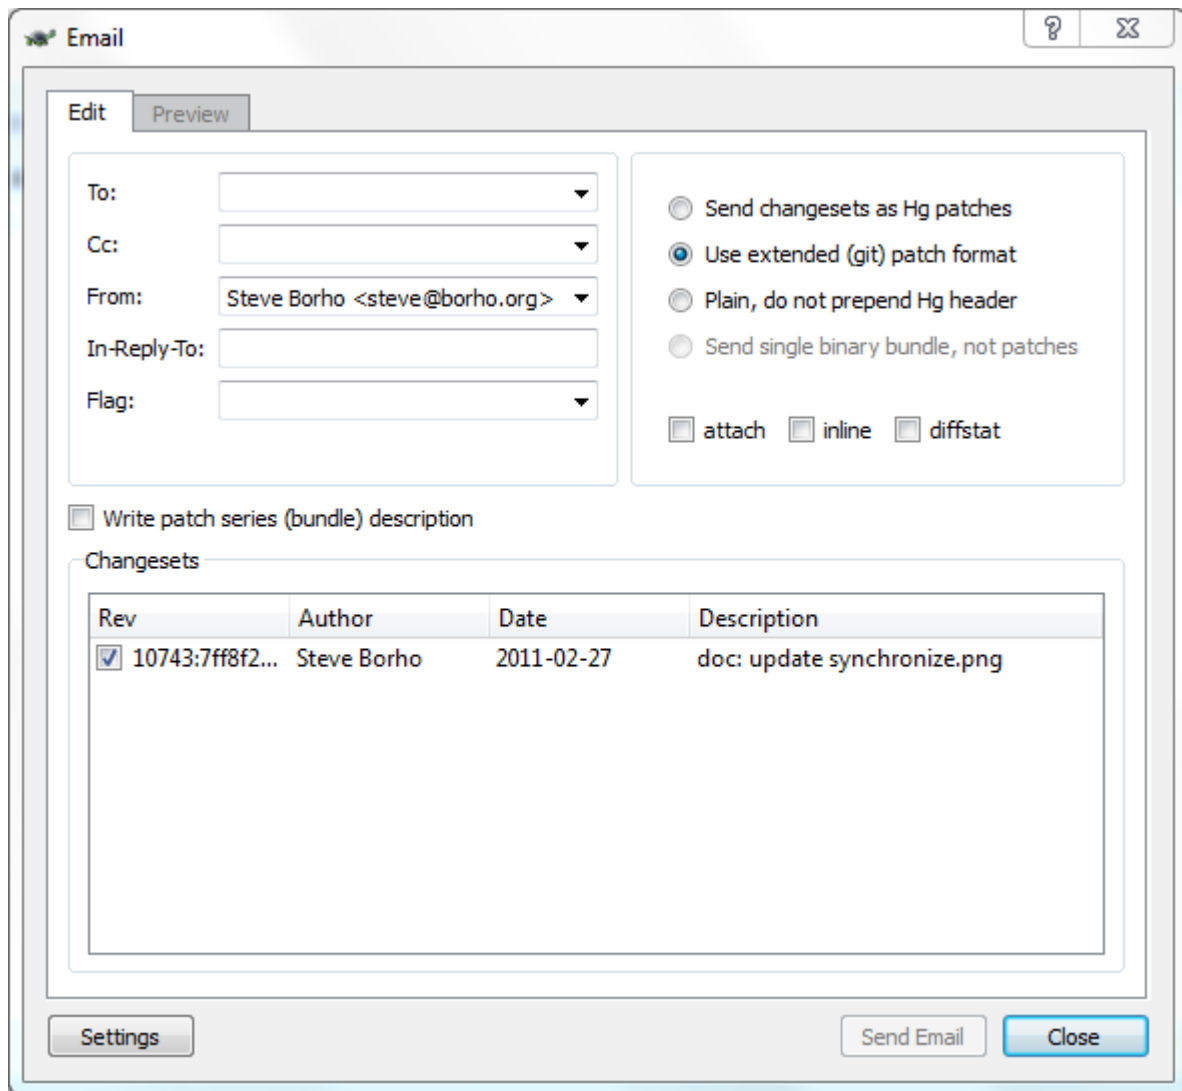 Email
Edit
Preview
To:
Cc:
From: Steve Borho <steve@borho.org>
In-Reply-To:
Flag:
Send changesets as Hg patches
Use extended (git) patch format
Plain, do not prepend Hg header
Send single binary bundle, not patches
attach inline diffstat
Write patch series (bundle) description
Changesets
Rev Author Date Description
10743:7ff8f2... Steve Borho 2011-02-27 doc: update synchronize.png
Settings Send Email Close